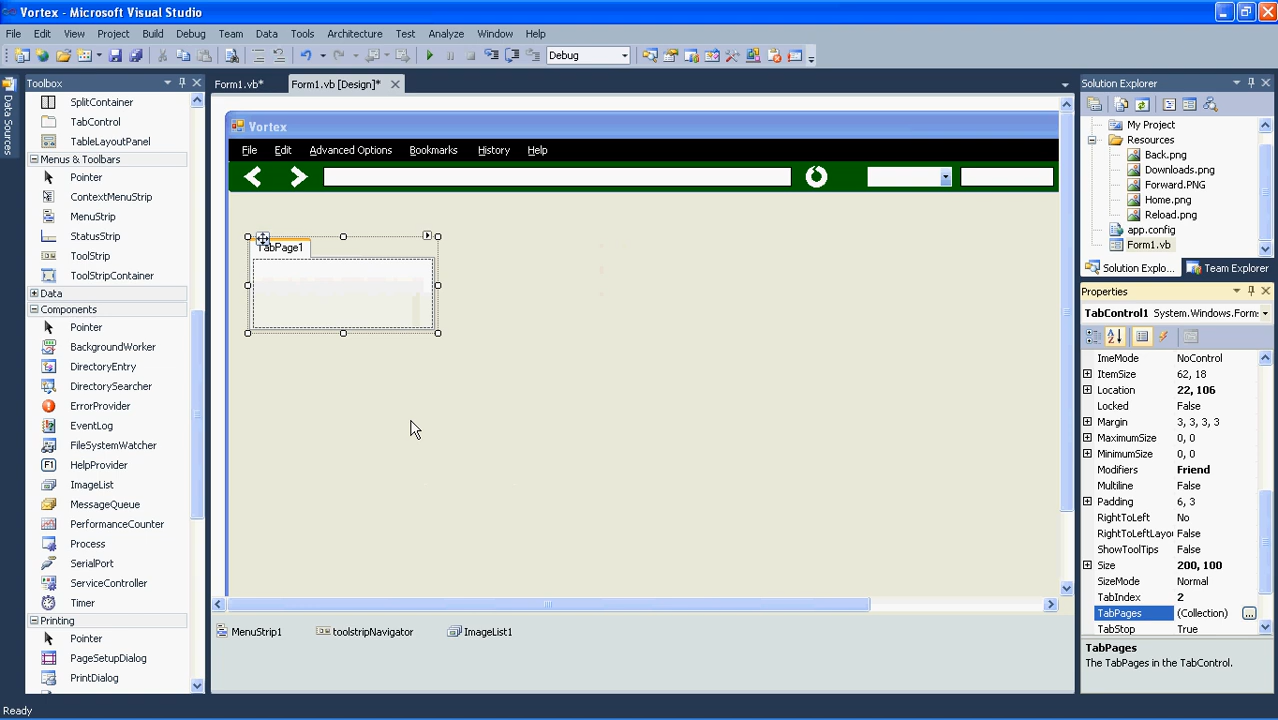 Vortex - Microsoft Visual Studio
File Edit View Project Build Debug Team Data Tools Architecture Test Analyze Window Help
Debug
Data Sources
Toolbox
SplitContainer
TabControl
TableLayoutPanel
Menus & Toolbars
Pointer
ContextMenuStrip
MenuStrip
StatusStrip
ToolStrip
ToolStripContainer
Data
Components
Pointer
BackgroundWorker
DirectoryEntry
DirectorySearcher
ErrorProvider
EventLog
FileSystemWatcher
HelpProvider
ImageList
MessageQueue
PerformanceCounter
Process
SerialPort
ServiceController
Timer
Printing
Pointer
PageSetupDialog
PrintDialog
Form1.vb* Form1.vb [Design]*
Vortex
File Edit Advanced Options Bookmarks History Help
TabPage1
MenuStrip1 toolstripNavigator ImageList1
Solution Explorer
My Project
Resources
Back.png
Downloads.png
Forward.PNG
Home.png
Reload.png
app.config
Form1.vb
Solution Explo... Team Explorer
Properties
TabControl1 System.Windows.Form
ImeMode NoControl
ItemSize 62, 18
Location 22, 106
Locked False
Margin 3, 3, 3, 3
MaximumSize 0, 0
MinimumSize 0, 0
Modifiers Friend
Multiline False
Padding 6, 3
RightToLeft No
RightToLeftLayou False
ShowToolTips False
Size 200, 100
SizeMode Normal
TabIndex 2
TabPages (Collection) ...
TabStop True
TabPages
The TabPages in the TabControl.
Ready